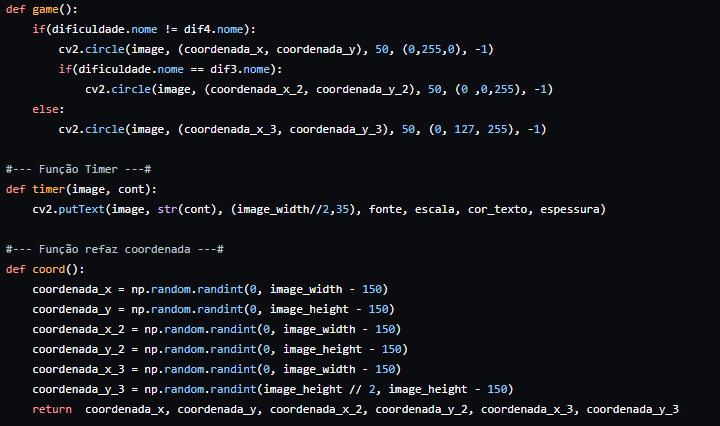 def game():
    if(dificuldade.nome != dif4.nome):
        cv2.circle(image, (coordenada_x, coordenada_y), 50, (0,255,0), -1)
        if(dificuldade.nome == dif3.nome):
            cv2.circle(image, (coordenada_x_2, coordenada_y_2), 50, (0 ,0,255), -1)
    else:
        cv2.circle(image, (coordenada_x_3, coordenada_y_3), 50, (0, 127, 255), -1)
#--- Função Timer ---#
def timer(image, cont):
    cv2.putText(image, str(cont), (image_width//2,35), fonte, escala, cor_texto, espessura)
#--- Função refaz coordenada ---#
def coord():
    coordenada_x = np.random.randint(0, image_width - 150)
    coordenada_y = np.random.randint(0, image_height - 150)
    coordenada_x_2 = np.random.randint(0, image_width - 150)
    coordenada_y_2 = np.random.randint(0, image_height - 150)
    coordenada_x_3 = np.random.randint(0, image_width - 150)
    coordenada_y_3 = np.random.randint(image_height // 2, image_height - 150)
    return  coordenada_x, coordenada_y, coordenada_x_2, coordenada_y_2, coordenada_x_3, coordenada_y_3